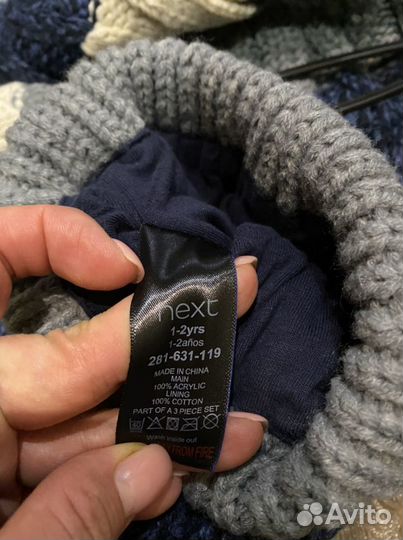 next
1-2yrs
1-2años
281-631-119
MADE IN CHINA
MAIN
100% ACRYLIC
LINING
100% COTTON
PART OF A 3 PIECE SET
40
Wash inside out
FROM FIRE
Avito